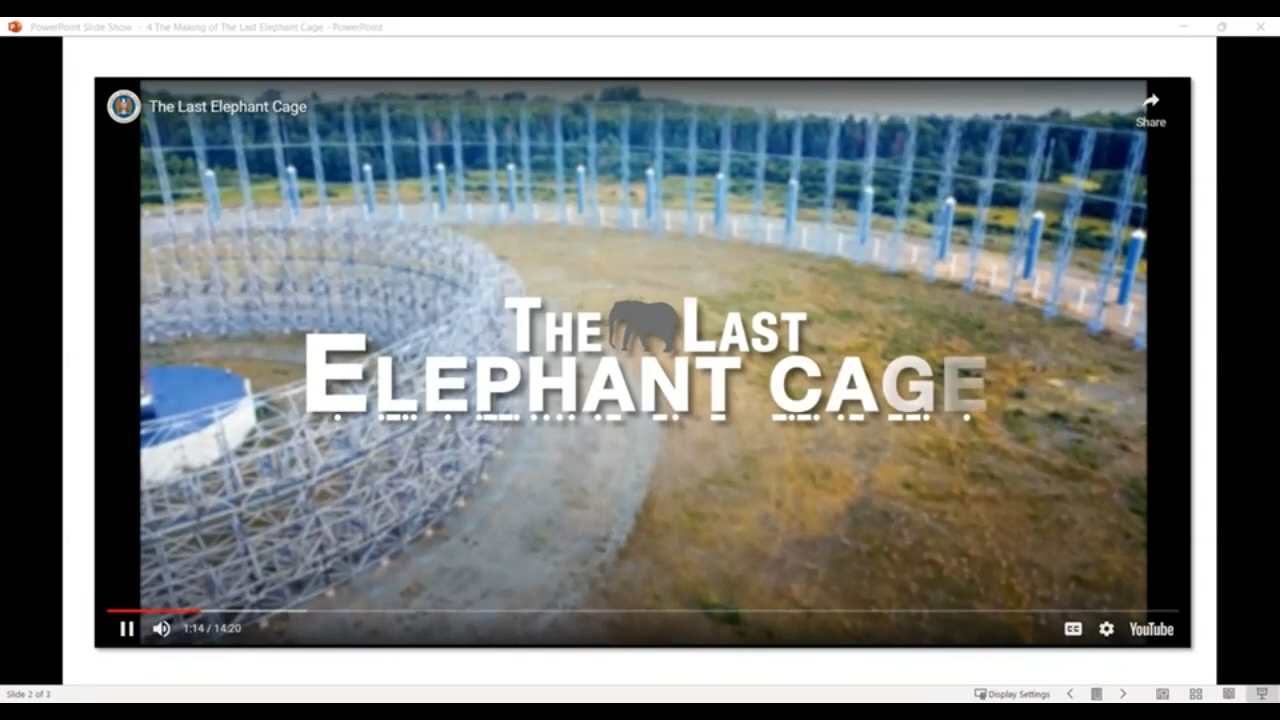 PowerPoint Slide Show - 4 The Making of The Last Elephant Cage - PowerPoint
The Last Elephant Cage
Share
THE LAST
ELEPHANT CAGE
1:14 / 14:20
CC
YouTube
Slide 2 of 3
Display Settings